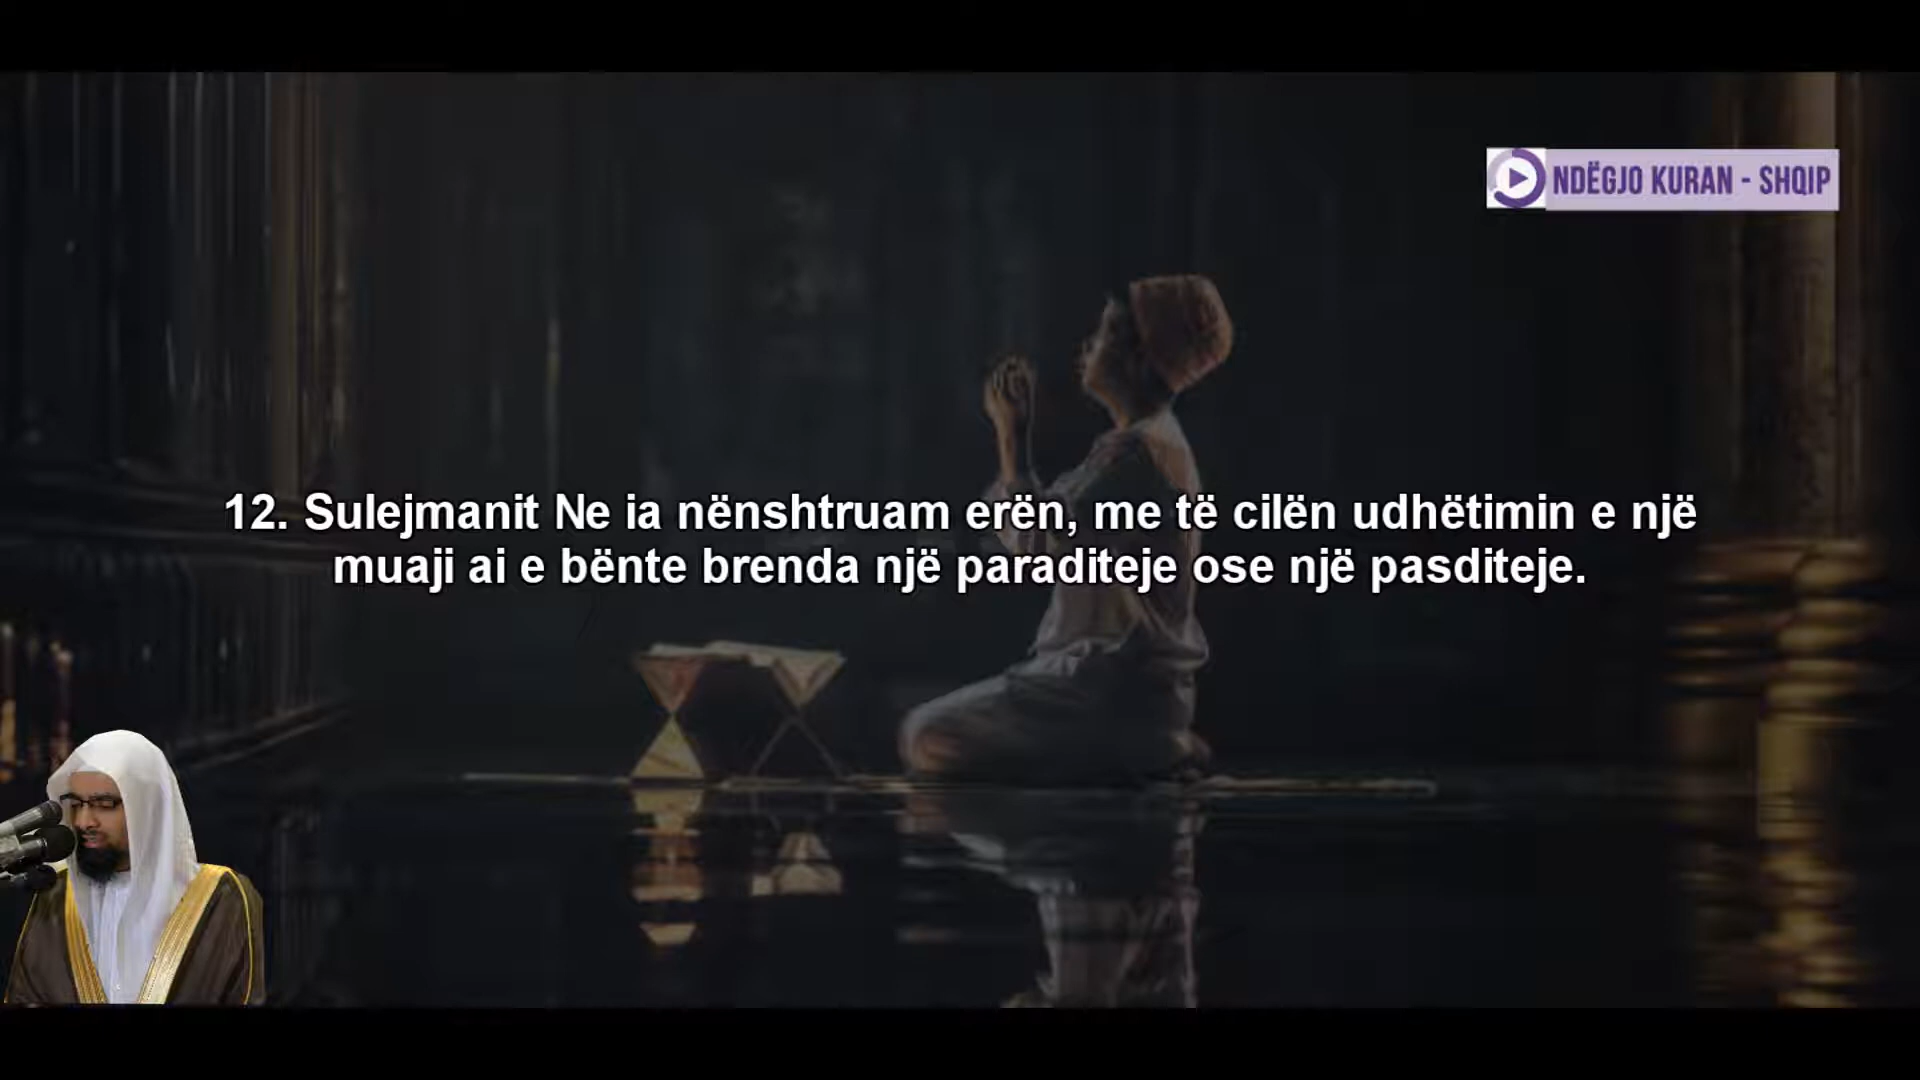 NDËGJO KURAN - SHQIP
12. Sulejmanit Ne ia nënshtruam erën, me të cilën udhëtimin e një
muaji ai e bënte brenda një paraditeje ose një pasditeje.